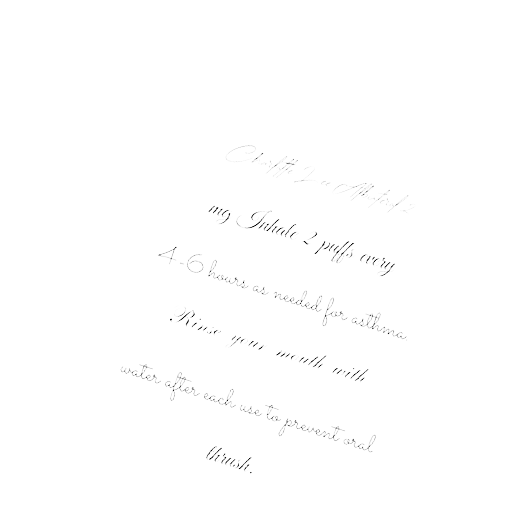 mg Inhale 2 puffs every
4-6 hours as needed for asthma
Rinse your mouth with
water after each use to prevent oral
thrush.